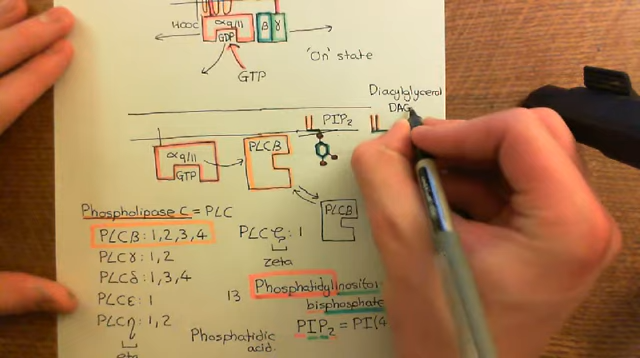 HOOC
αq/11
β γ
GDP
GTP
'On' state
Diacylglycerol
DAG
PIP2
PLCβ
αq/11
GTP
PLCβ
Phospholipase C = PLC
PLCβ: 1,2,3,4
PLCζ: 1
PLCγ: 1,2
zeta
PLCδ: 1,3,4
PLCε: 1
13
Phosphatidylinositol
bisphosphate
PLCη: 1,2
PIP2 = PI(4
Phosphatidic
acid.
eta